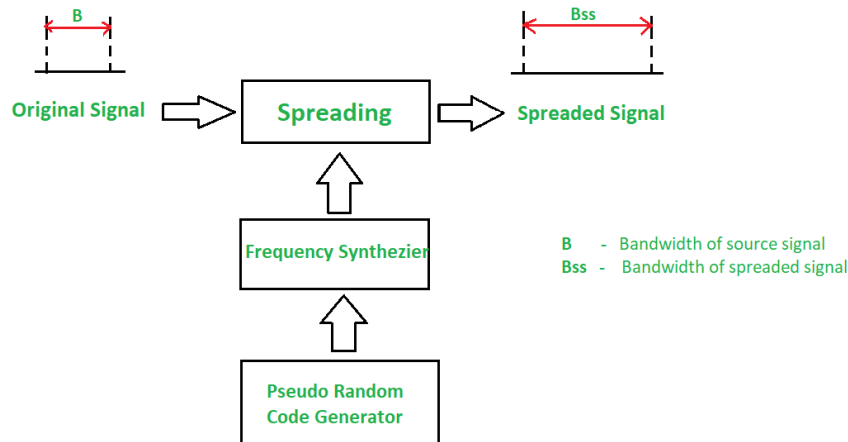 B
Bss
Original Signal
Spreading
Spreaded Signal
Frequency Synthezier
B - Bandwidth of source signal
Bss - Bandwidth of spreaded signal
Pseudo Random
Code Generator